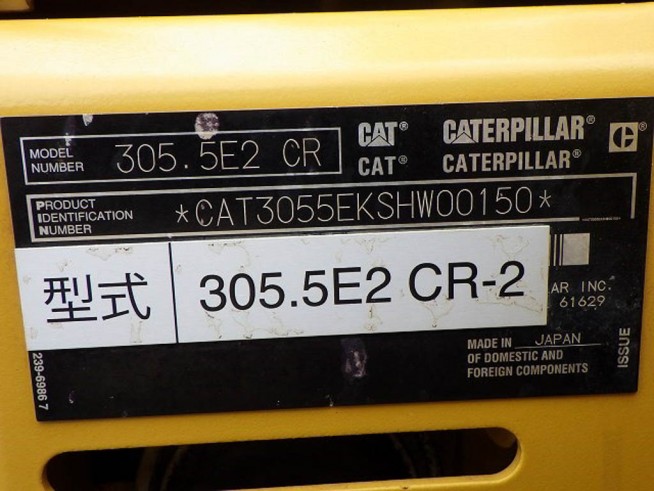 MODEL NUMBER 305.5E2 CR
CAT® CATERPILLAR® C
CAT® CATERPILLAR®
PRODUCT IDENTIFICATION NUMBER *CAT3055EKSHW00150*
型式 305.5E2 CR-2
AR INC.
61629
MADE IN JAPAN
OF DOMESTIC AND
FOREIGN COMPONENTS
ISSUE
239-6986 7